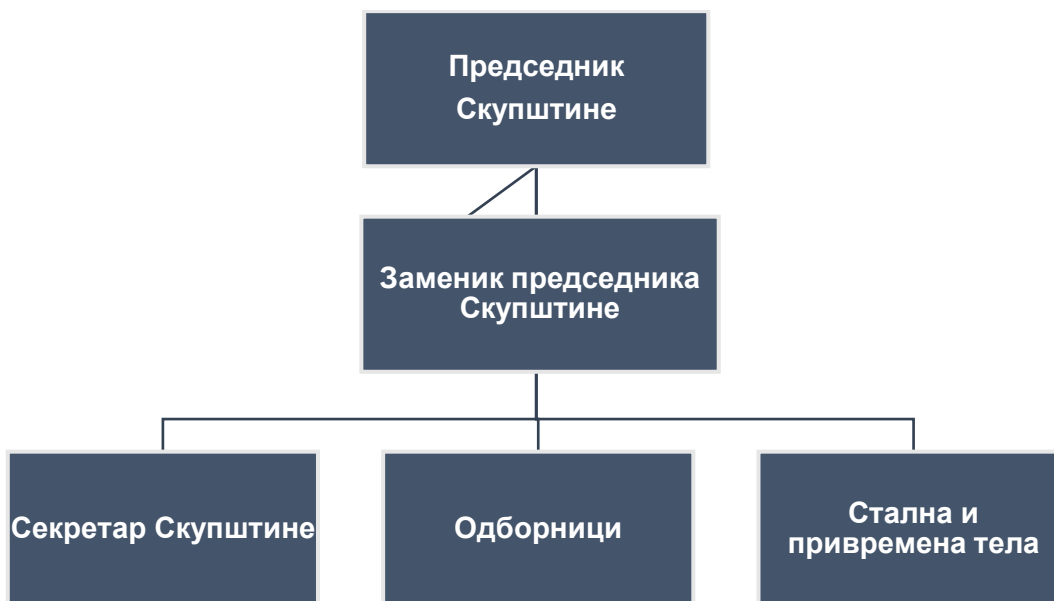 Председник
Скупштине
Заменик председника
Скупштине
Секретар Скупштине
Одборници
Стална и
привремена тела